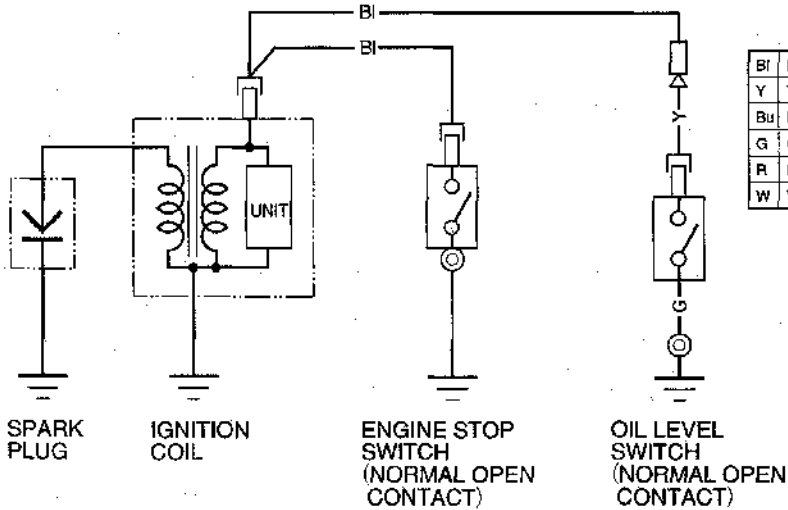 Bl
Bl
Bl
Y
Bu
G
R
W
Y
UNIT
G
SPARK
PLUG
IGNITION
COIL
ENGINE STOP
SWITCH
(NORMAL OPEN
CONTACT)
OIL LEVEL
SWITCH
(NORMAL OPEN
CONTACT)